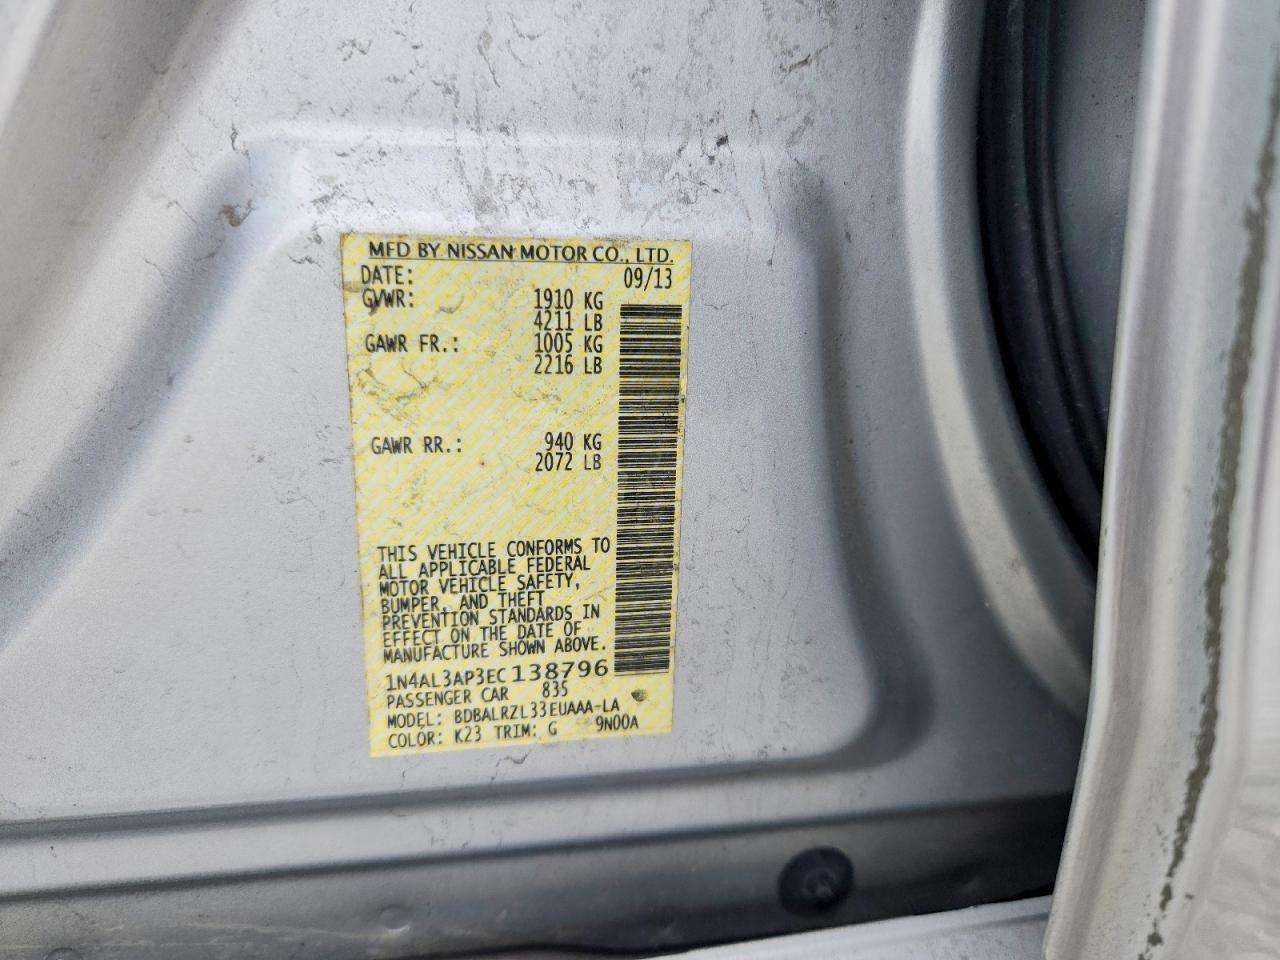 MFD BY NISSAN MOTOR CO., LTD.
DATE: 09/13
GVWR: 1910 KG
4211 LB
GAWR FR.: 1005 KG
2216 LB
GAWR RR.: 940 KG
2072 LB
THIS VEHICLE CONFORMS TO
ALL APPLICABLE FEDERAL
MOTOR VEHICLE SAFETY,
BUMPER, AND THEFT
PREVENTION STANDARDS IN
EFFECT ON THE DATE OF
MANUFACTURE SHOWN ABOVE.
1N4AL3AP3EC138796
PASSENGER CAR 835
MODEL: BDBALRZL33EUAAA-LA
COLOR: K23 TRIM: G 9N00A